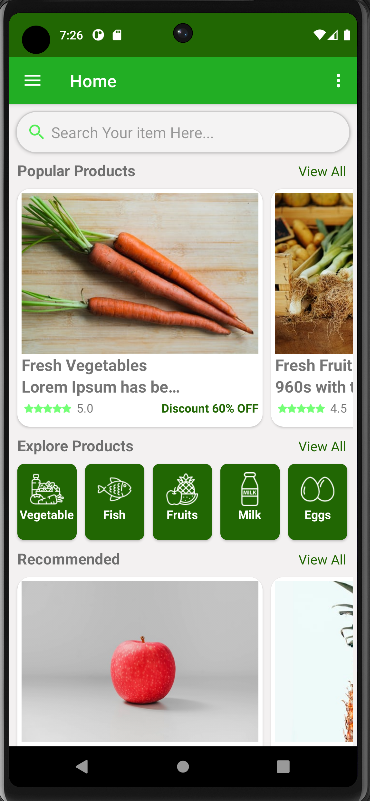 7:26
Home
Search Your item Here...
Popular Products
View All
Fresh Vegetables
Lorem Ipsum has be...
5.0
Discount 60% OFF
Fresh Fruit
960s with
4.5
Explore Products
View All
Vegetable
Fish
Fruits
MILK
Milk
Eggs
Recommended
View All